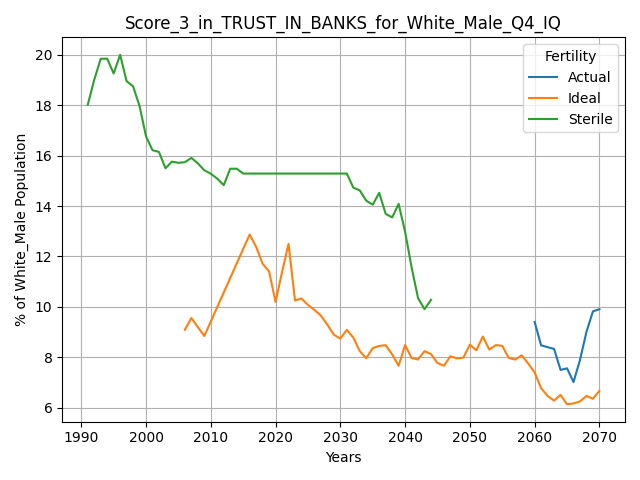 Score_3_in_TRUST_IN_BANKS_for_White_Male_Q4_IQ
Fertility
Actual
Ideal
Sterile
% of White_Male Population
20
18
16
14
12
10
8
6
1990 2000 2010 2020 2030 2040 2050 2060 2070
Years